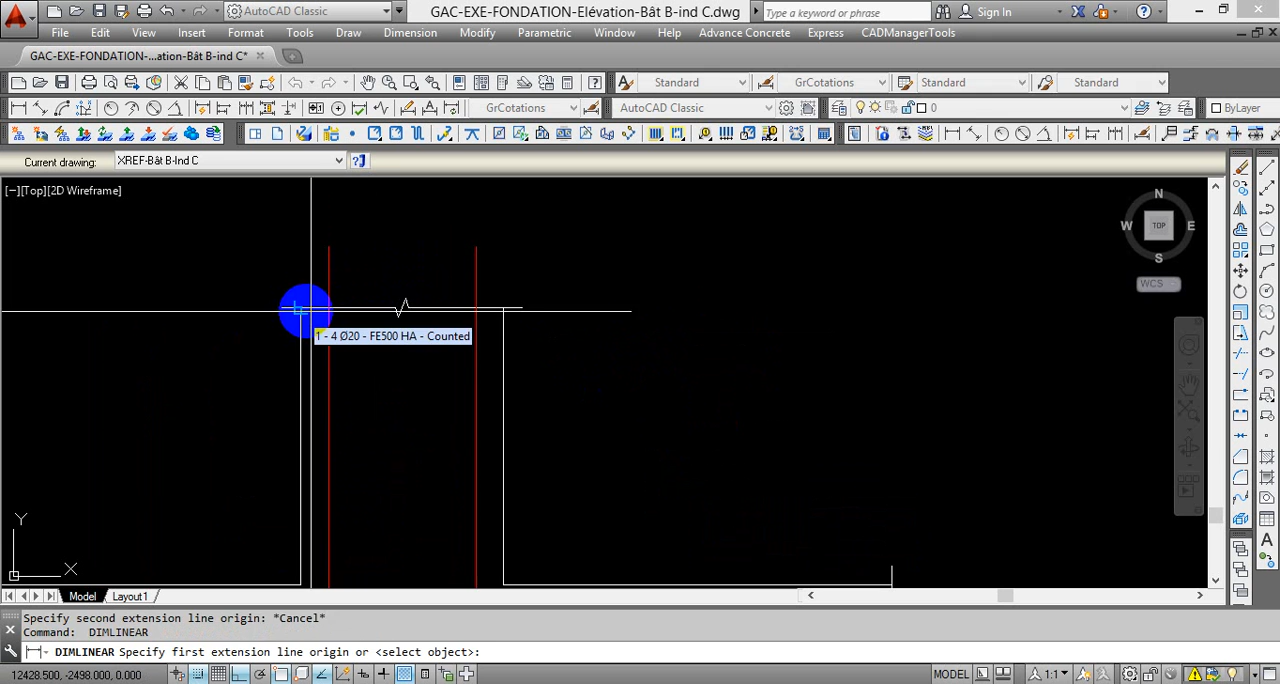 AutoCAD Classic GAC-EXE-FONDATION-Elévation-Bât B-ind C.dwg Type a keyword or phrase Sign In
File Edit View Insert Format Tools Draw Dimension Modify Parametric Window Help Advance Concrete Express CADManagerTools
GAC-EXE-FONDATION-...ation-Bât B-ind C*
Standard GrCotations Standard Standard
GrCotations AutoCAD Classic 0 ByLayer
Current drawing: XREF-Bât B-Ind C
[−][Top][2D Wireframe]
N
W TOP E
S
WCS
1 - 4 Ø20 - FE500 HA - Counted
Y
X
Model Layout1
Specify second extension line origin: *Cancel*
Command: DIMLINEAR
DIMLINEAR Specify first extension line origin or <select object>:
12428.500, -2498.000, 0.000 MODEL 1:1